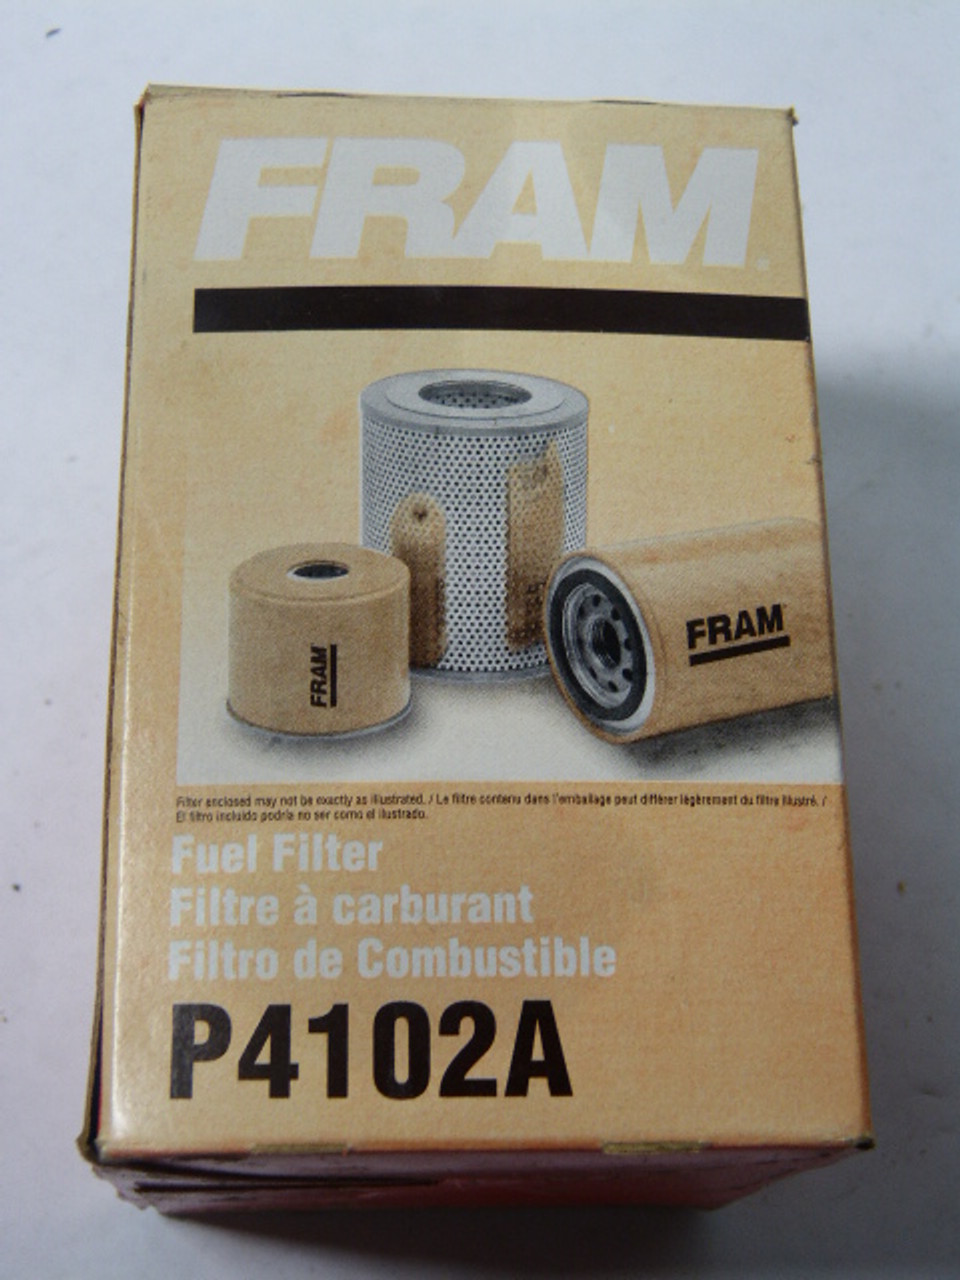 FRAM
FRAM
FRAM
Filter enclosed may not be exactly as illustrated. / Le filtre contenu dans l'emballage peut différer légèrement du filtre illustré. /
El filtro incluido podría no ser como el ilustrado.
Fuel Filter
Filtre à carburant
Filtro de Combustible
P4102A